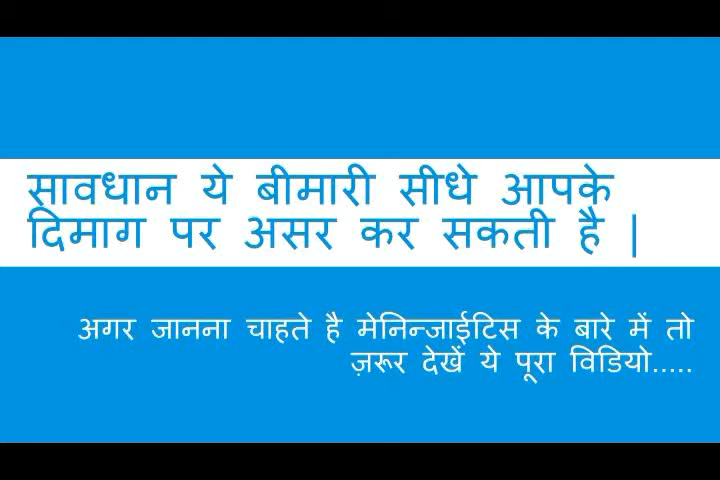 सावधान ये बीमारी सीधे आपके
दिमाग पर असर कर सकती है |
अगर जानना चाहते है मेनिन्जाईटिस के बारे में तो
ज़रूर देखें ये पूरा विडियो.....